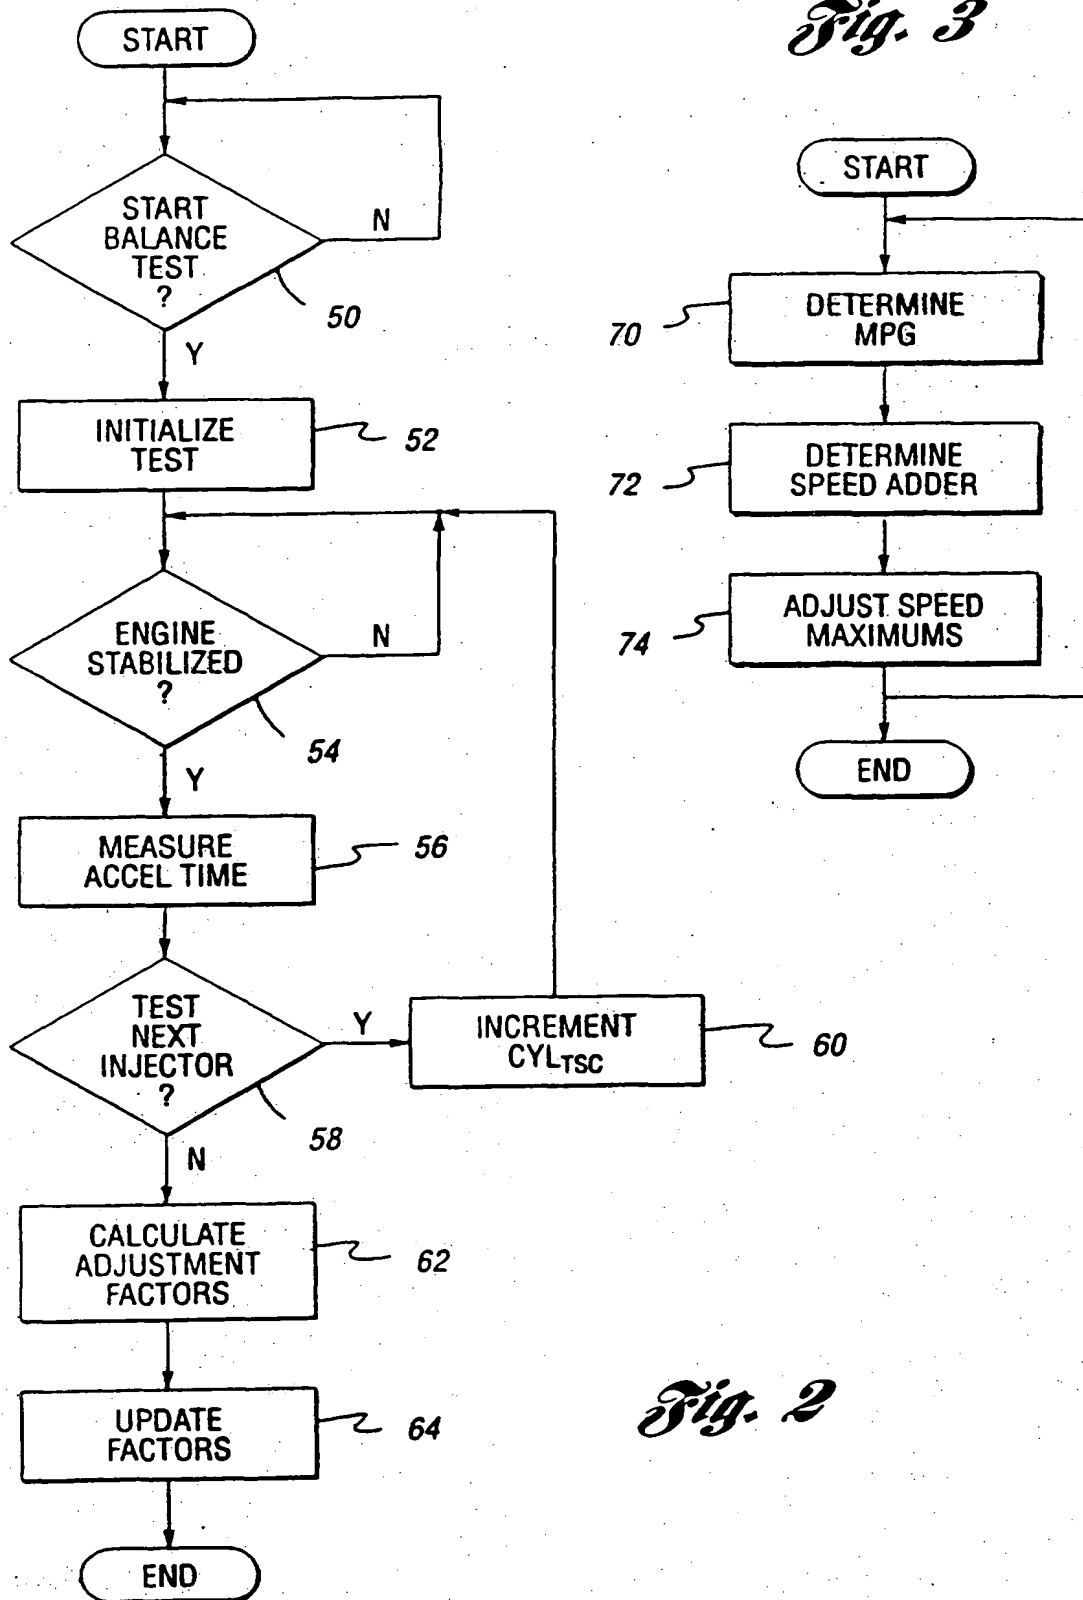 START
START
BALANCE
TEST
?
N
50
Y
INITIALIZE
TEST
52
ENGINE
STABILIZED
?
N
54
Y
MEASURE
ACCEL TIME
56
TEST
NEXT
INJECTOR
?
Y
58
N
INCREMENT
CYLTSC
60
CALCULATE
ADJUSTMENT
FACTORS
62
UPDATE
FACTORS
64
END
Fig. 2
Fig. 3
START
DETERMINE
MPG
70
DETERMINE
SPEED ADDER
72
ADJUST SPEED
MAXIMUMS
74
END